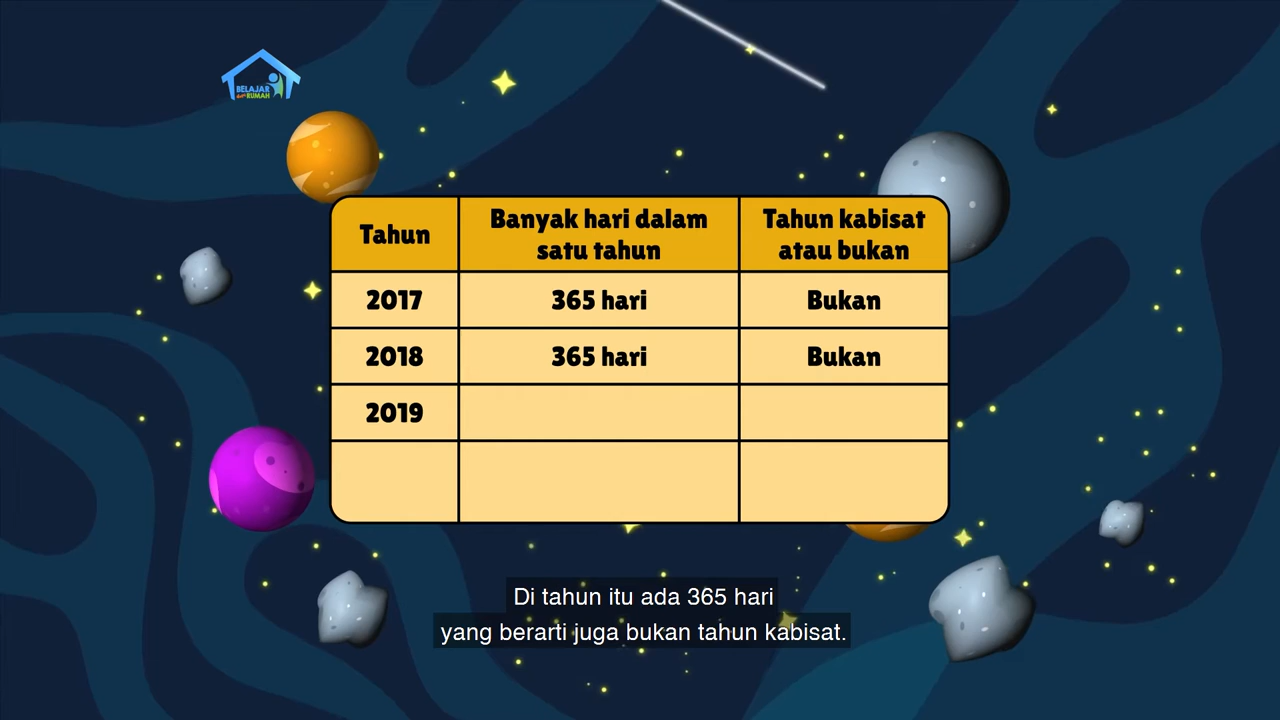 BELAJAR
dari RUMAH
Tahun
Banyak hari dalam
satu tahun
Tahun kabisat
atau bukan
2017
365 hari
Bukan
2018
365 hari
Bukan
2019
Di tahun itu ada 365 hari
yang berarti juga bukan tahun kabisat.